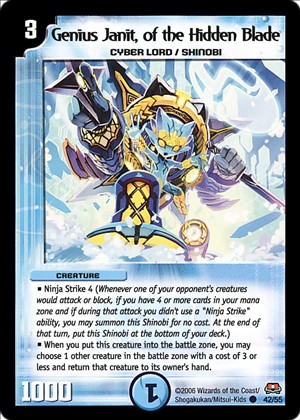 3
Genius Janit, of the Hidden Blade
CYBER LORD / SHINOBI
CREATURE
■ Ninja Strike 4 (Whenever one of your opponent's creatures
would attack or block, if you have 4 or more cards in your mana
zone and if during that attack you didn't use a "Ninja Strike"
ability, you may summon this Shinobi for no cost. At the end of
that turn, put this Shinobi at the bottom of your deck.)
■ When you put this creature into the battle zone, you may
choose 1 other creature in the battle zone with a cost of 3 or
less and return that creature to its owner's hand.
1000
1
©2006 Wizards of the Coast/
Shogakukan/Mitsui-Kids
42/55